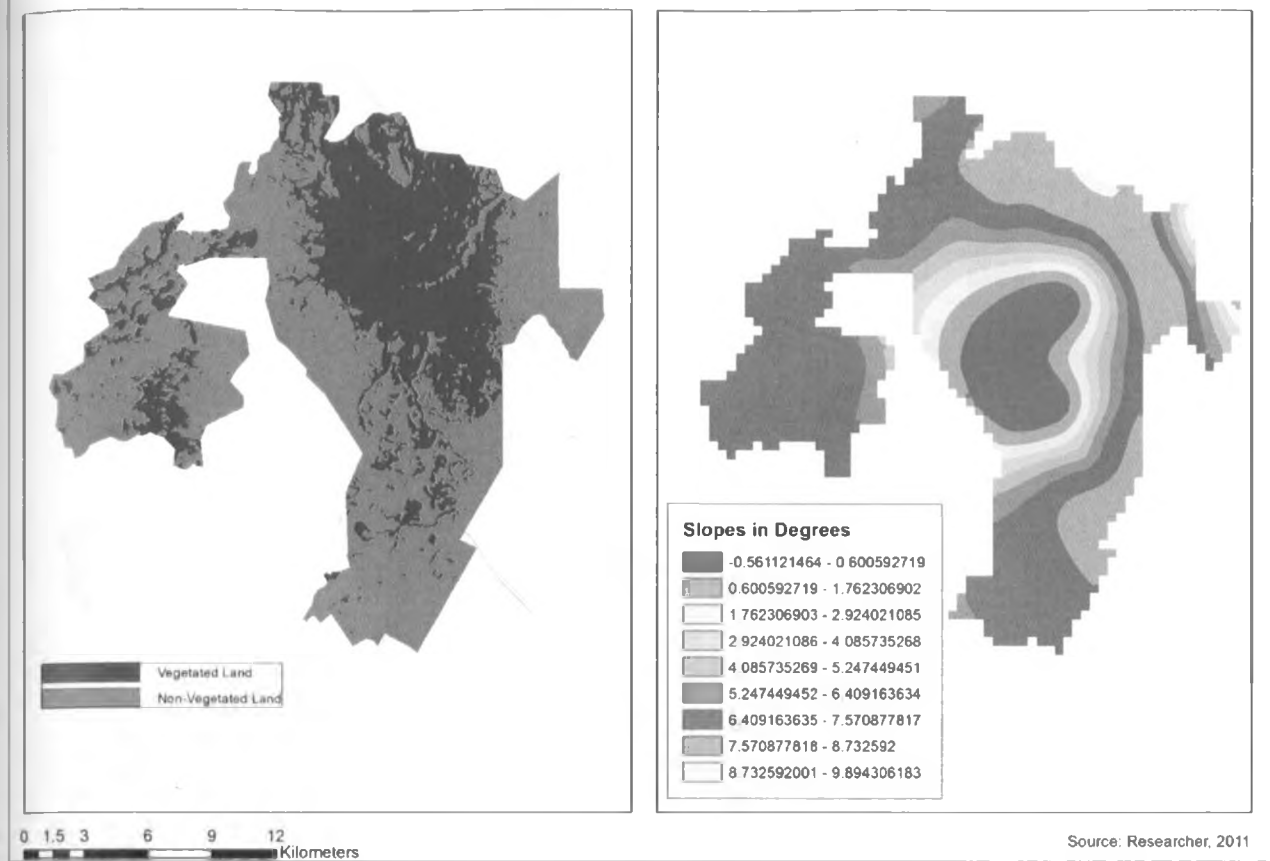 Vegetated Land
Non-Vegetated Land
0 1.5 3 6 9 12
Kilometers
Slopes in Degrees
-0.561121464 - 0 600592719
0.600592719 - 1.762306902
1 762306903 - 2.924021085
2 924021086 - 4 085735268
4 085735269 - 5.247449451
5.247449452 - 6 409163634
6.409163635 - 7.570877817
7.570877818 - 8.732592
8 732592001 - 9.894306183
Source: Researcher, 2011